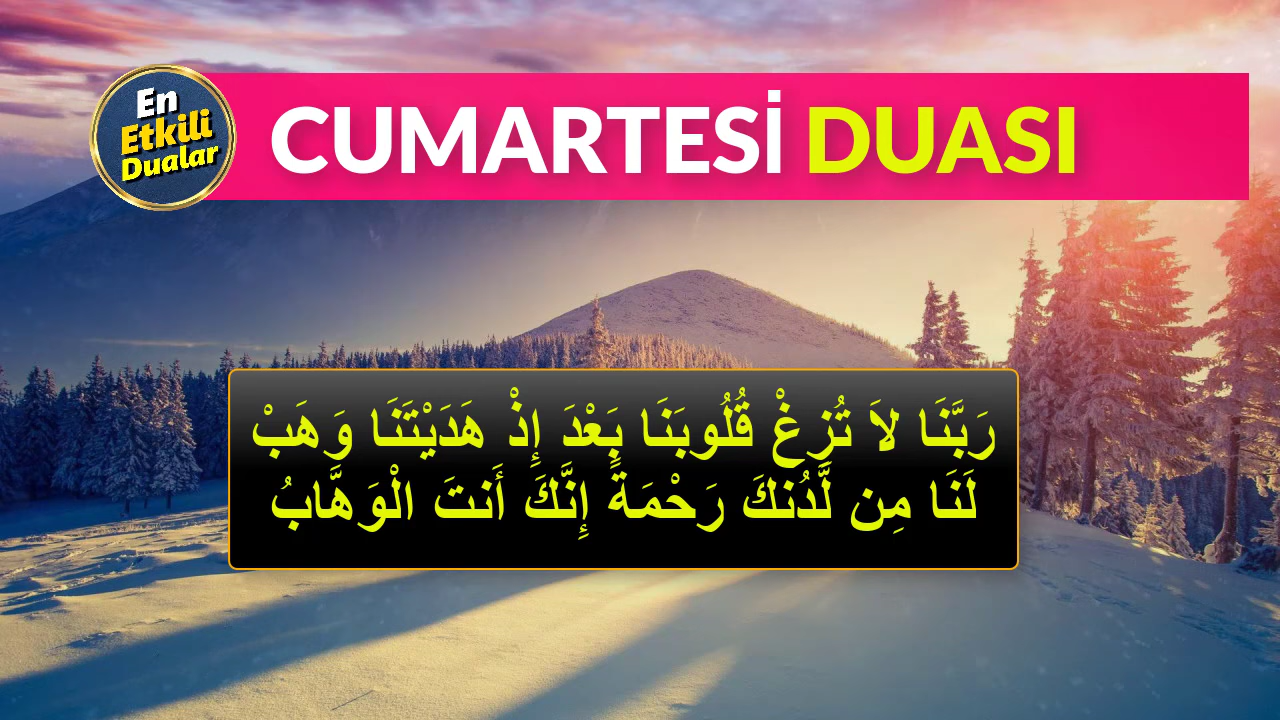 En
Etkili
Dualar
CUMARTESİ DUASI
رَبَّنَا لاَ تُزِغْ قُلُوبَنَا بَعْدَ إِذْ هَدَيْتَنَا وَهَبْ
لَنَا مِن لَّدُنكَ رَحْمَةً إِنَّكَ أَنتَ الْوَهَّابُ